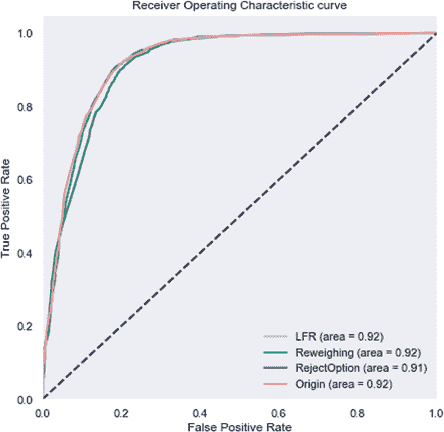 Receiver Operating Characteristic curve
1.0
0.8
0.6
0.4
0.2
0.0
True Positive Rate
LFR (area = 0.92)
Reweighing (area = 0.92)
RejectOption (area = 0.91)
Origin (area = 0.92)
0.0 0.2 0.4 0.6 0.8 1.0
False Positive Rate